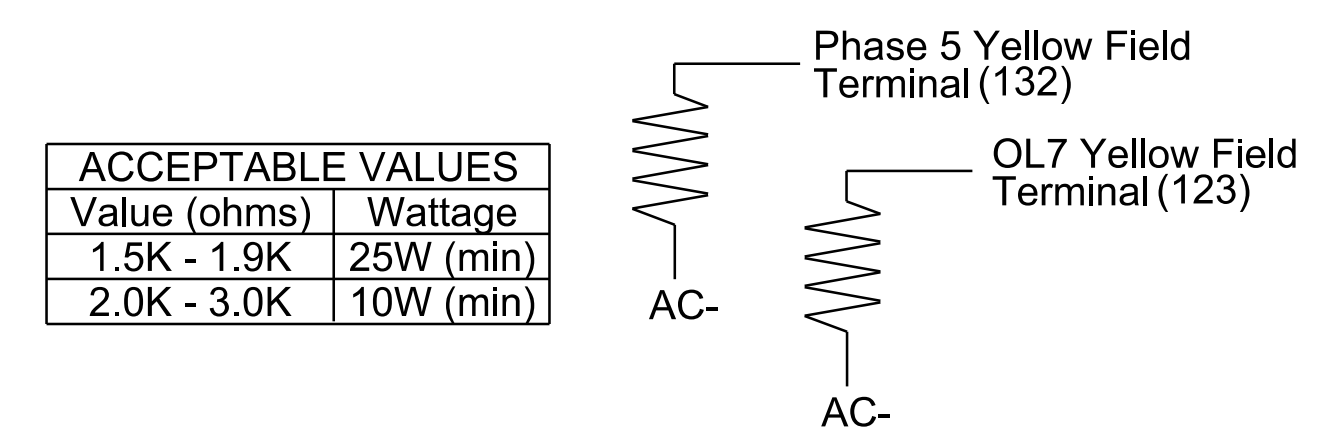 ACCEPTABLE VALUES
Value (ohms) Wattage
1.5K - 1.9K 25W (min)
2.0K - 3.0K 10W (min)
Phase 5 Yellow Field
Terminal (132)
AC-
OL7 Yellow Field
Terminal (123)
AC-